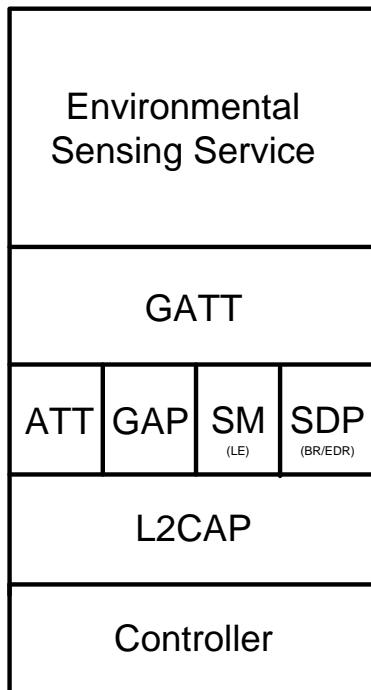 Environmental
Sensing Service
GATT
ATT GAP SM SDP
(LE) (BR/EDR)
L2CAP
Controller